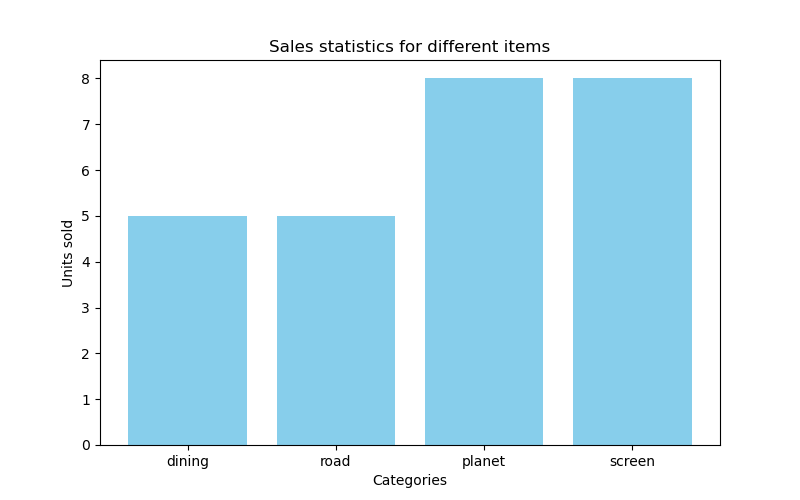 Sales statistics for different items
8
7
6
5
4
3
2
1
0
Units sold
dining road planet screen
Categories